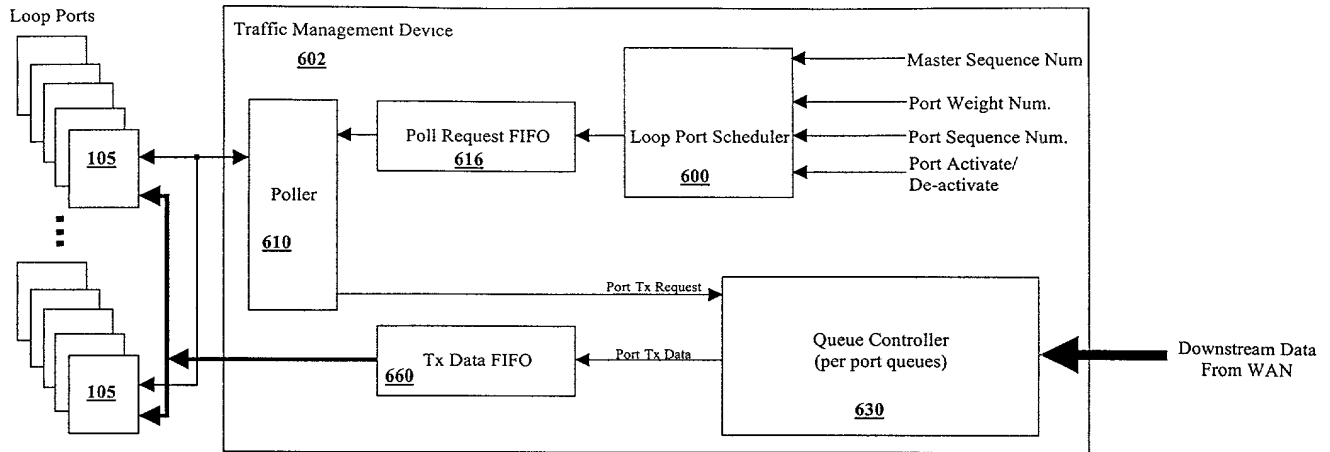 Loop Ports
Traffic Management Device
602
Master Sequence Num
Port Weight Num.
Poll Request FIFO
616
Loop Port Scheduler
600
Port Sequence Num.
Port Activate/
De-activate
105
Poller
610
Port Tx Request
Tx Data FIFO
660
Port Tx Data
Queue Controller
(per port queues)
630
Downstream Data
From WAN
105